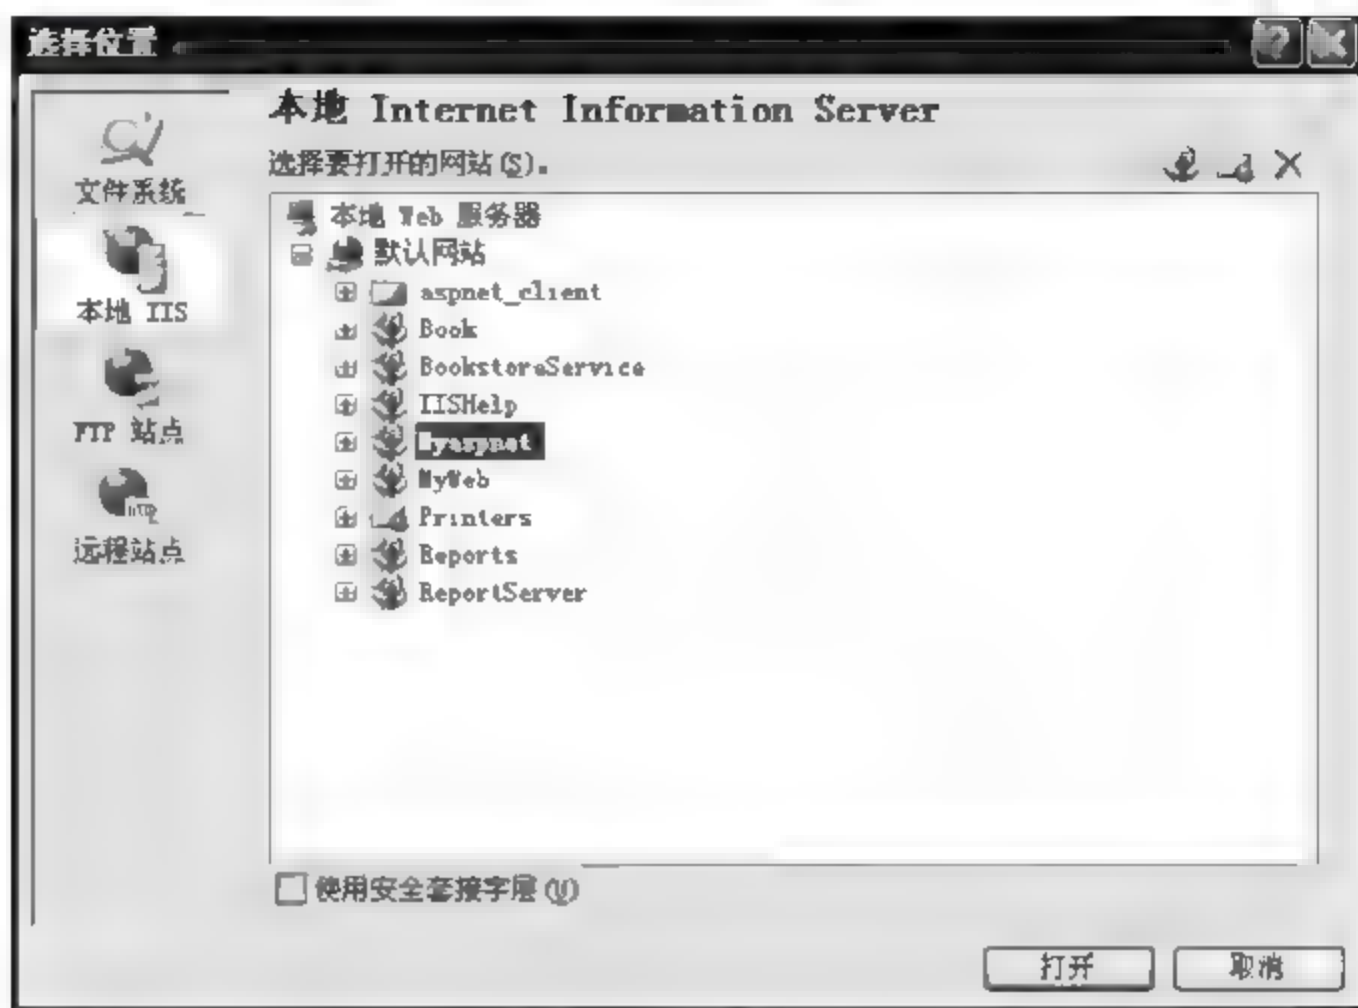 选择位置
文件系统
本地 IIS
FTP 站点
远程站点
本地 Internet Information Server
选择要打开的网站(S).
本地 Web 服务器
默认网站
aspnet_client
Book
BookstoreService
IISHelp
Myaspnet
MyWeb
Printers
Reports
ReportServer
使用安全套接字层(U)
打开
取消